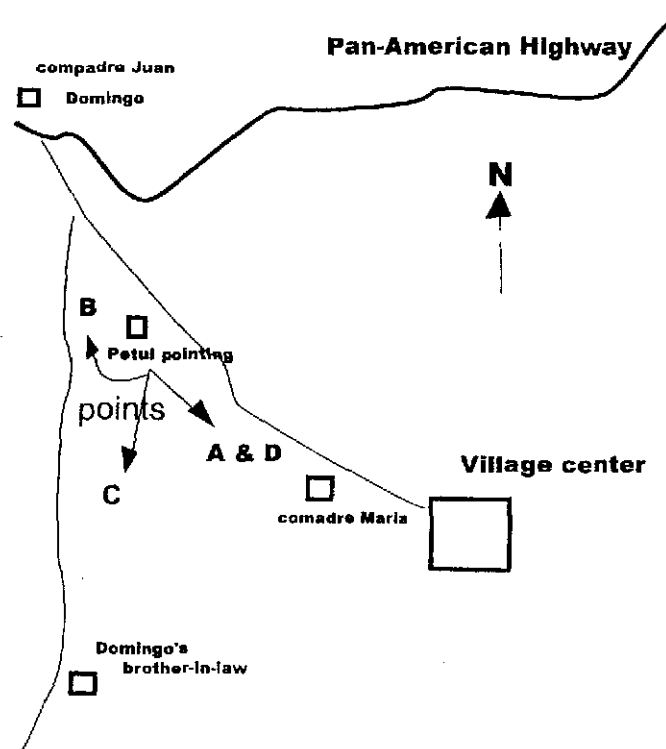 Pan-American Highway
compadre Juan
Domingo
N
B
Petul pointing
points
A & D
C
Village center
comadre Maria
Domingo's
brother-in-law